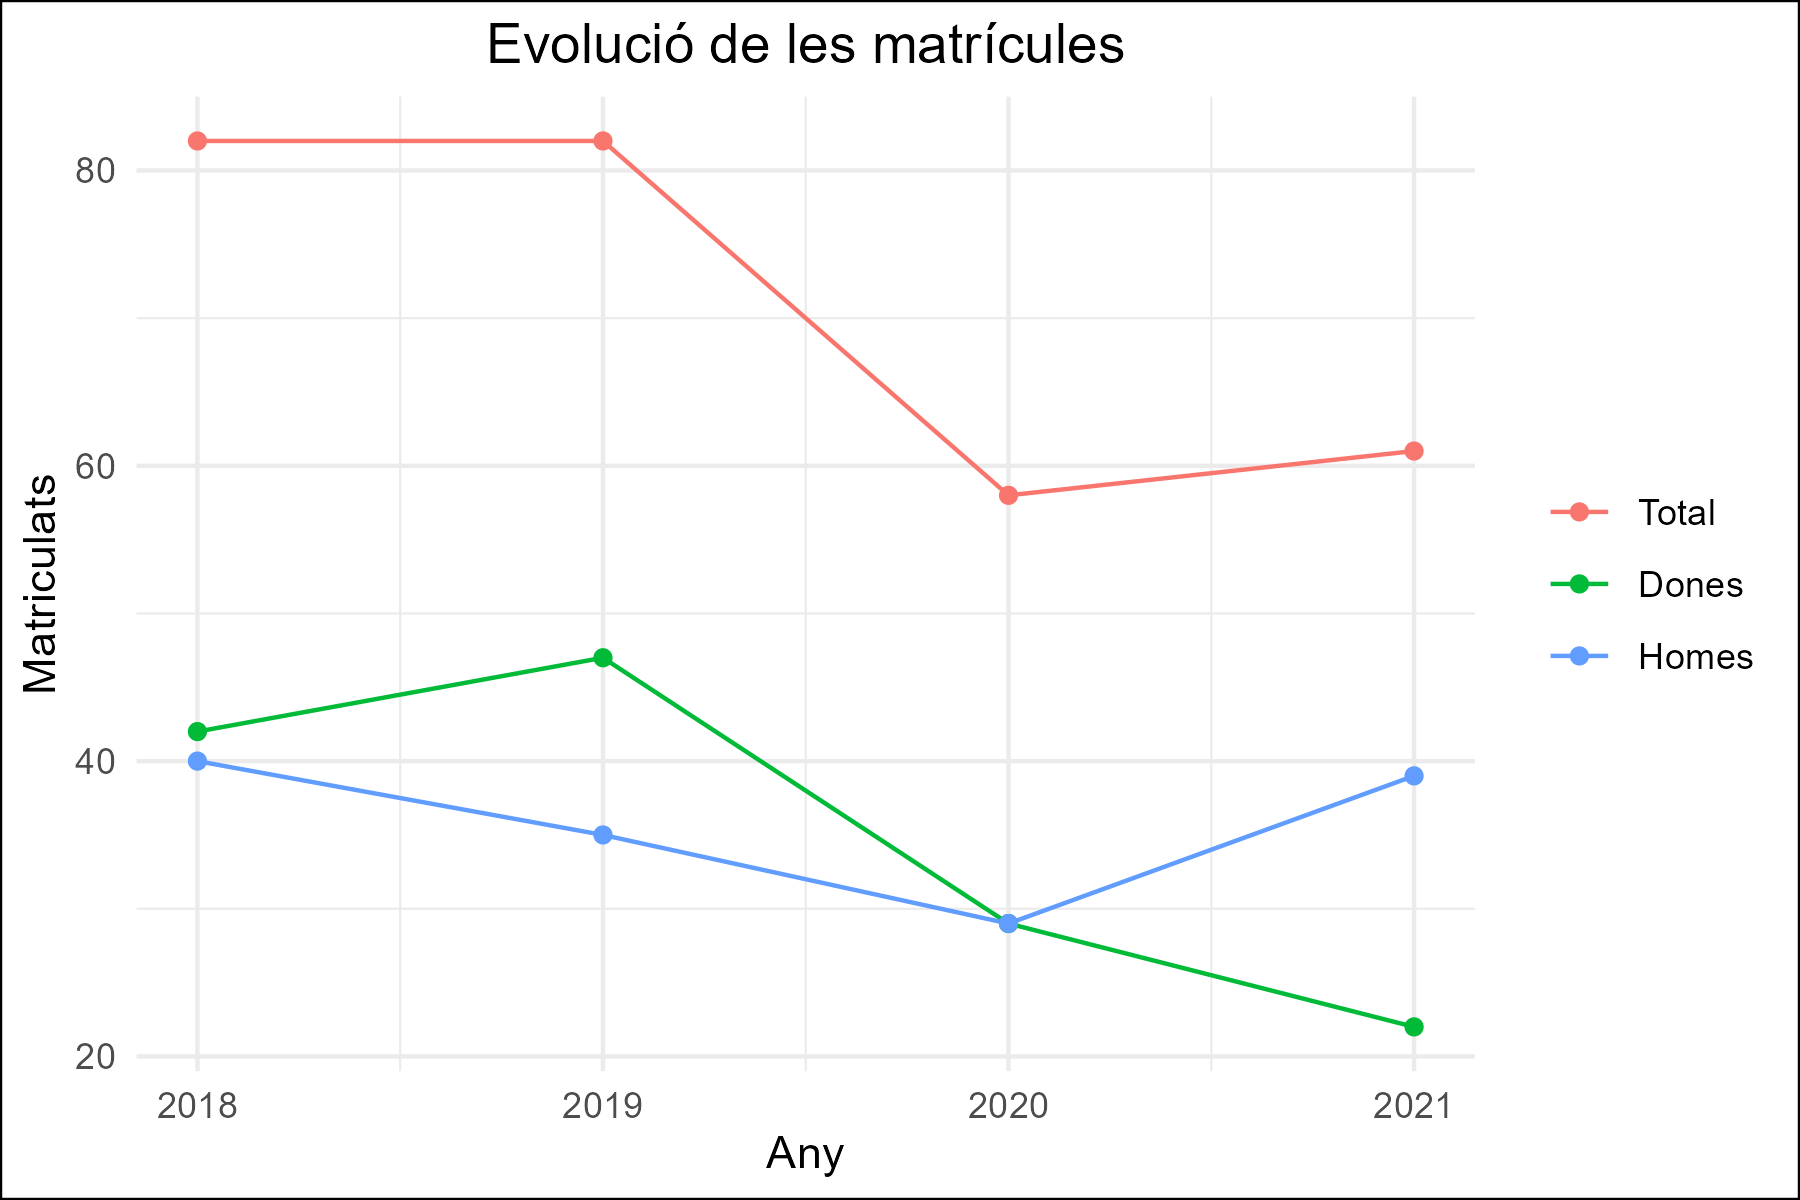 Evolució de les matrícules
Matriculats
80
60
40
20
2018 2019 2020 2021
Any
Total
Dones
Homes